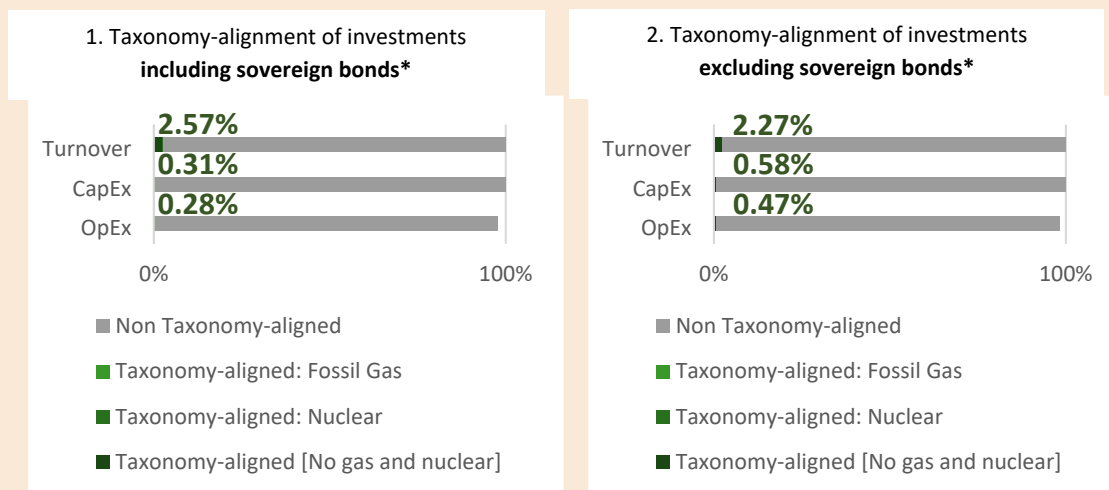 1. Taxonomy-alignment of investments
including sovereign bonds*
2.57%
Turnover
0.31%
CapEx
0.28%
OpEx
0%
100%
Non Taxonomy-aligned
Taxonomy-aligned: Fossil Gas
Taxonomy-aligned: Nuclear
Taxonomy-aligned [No gas and nuclear]
2. Taxonomy-alignment of investments
excluding sovereign bonds*
2.27%
Turnover
0.58%
CapEx
0.47%
OpEx
0%
100%
Non Taxonomy-aligned
Taxonomy-aligned: Fossil Gas
Taxonomy-aligned: Nuclear
Taxonomy-aligned [No gas and nuclear]